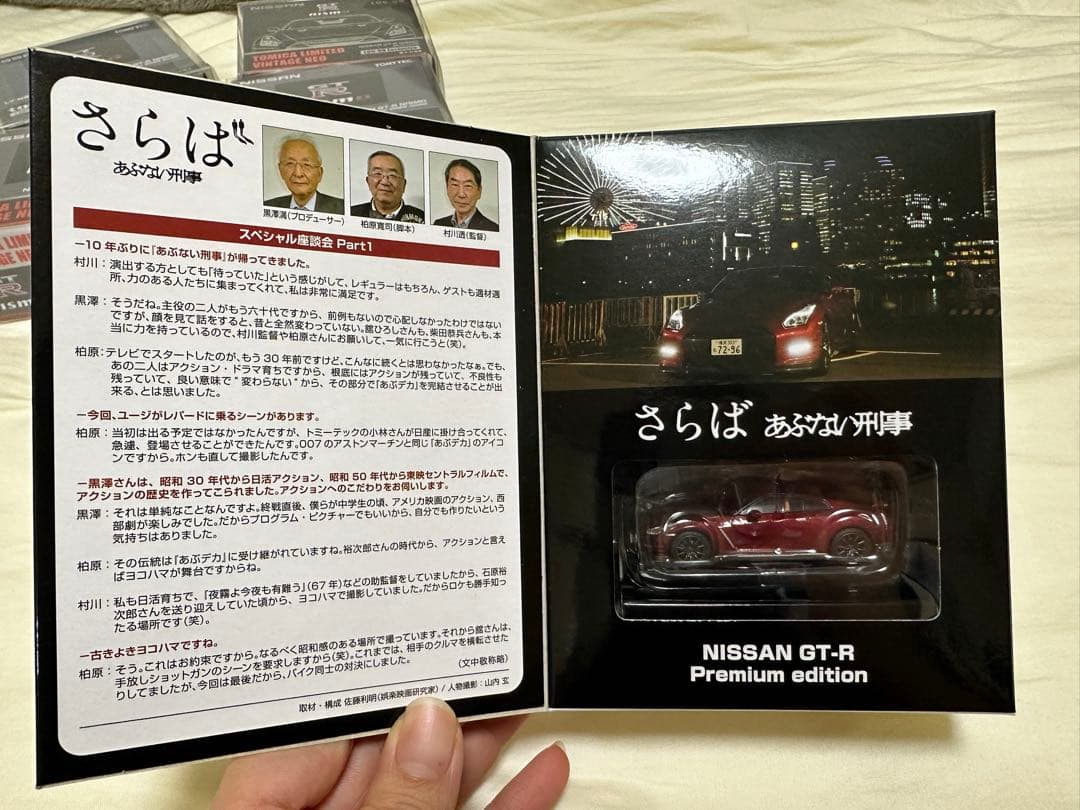 NISSAN
nismo
TOMICA LIMITED
VINTAGE NEO
TOMYTEC
NISSAN
さらば
あぶない刑事
黒澤満(プロデューサー)
柏原寛司(脚本)
村川透(監督)
スペシャル座談会 Part1
−10年ぶりに『あぶない刑事』が帰ってきました。
村川：演出する方としても「待っていた」という感じがして、レギュラーはもちろん、ゲストも適材適
所、力のある人たちに集まってくれて、私は非常に満足です。
黒澤：そうだね。主役の二人がもう六十代ですから、前例もないので心配しなかったわけではない
ですが、顔を見て話をすると、昔と全然変わっていない。舘ひろしさんも、柴田恭兵さんも、本
当に力を持っているので、村川監督や柏原さんにお願いして、一気に行こうと(笑)。
柏原：テレビでスタートしたのが、もう30年前ですけど、こんなに続くとは思わなかったなぁ。でも、
あの二人はアクション・ドラマ育ちですから、根底にはアクションが残っていて、不良性も
残っていて、良い意味で"変わらない"から、その部分で『あぶデカ』を完結させることが出
来る、とは思いました。
−今回、ユージがレパードに乗るシーンがあります。
柏原：当初は出る予定ではなかったんですが、トミーテックの小林さんが日産に掛け合ってくれて、
急遽、登場させることができたんです。007のアストンマーチンと同じ『あぶデカ』のアイコ
ンですから。ホンも直して撮影したんです。
−黒澤さんは、昭和30年代から日活アクション、昭和50年代から東映セントラルフィルムで、
アクションの歴史を作ってこられました。アクションへのこだわりをお伺いします。
黒澤：それは単純なことなんですよ。終戦直後、僕らが中学生の頃、アメリカ映画のアクション、西
部劇が楽しみでした。だからプログラム・ピクチャーでもいいから、自分でも作りたいという
気持ちはありました。
柏原：その伝統は『あぶデカ』に受け継がれていますね。裕次郎さんの時代から、アクションと言え
ばヨコハマが舞台ですからね。
村川：私も日活育ちで、『夜霧よ今夜も有難う』(67年)などの助監督をしていましたから、石原裕
次郎さんを送り迎えしていた頃から、ヨコハマで撮影していました。だからロケも勝手知っ
たる場所です(笑)。
−古きよきヨコハマですね。
柏原：そう。これはお約束ですから。なるべく昭和感のある場所で撮っています。それから舘さんは、
手放しショットガンのシーンを要求しますから(笑)。これまでは、相手のクルマを横転させた
りしてましたが、今回は最後だから、バイク同士の対決にしました。
(文中敬称略)
取材・構成 佐藤利明(娯楽映画研究家) / 人物撮影：山内 玄
72-96
さらば あぶない刑事
NISSAN GT-R
Premium edition